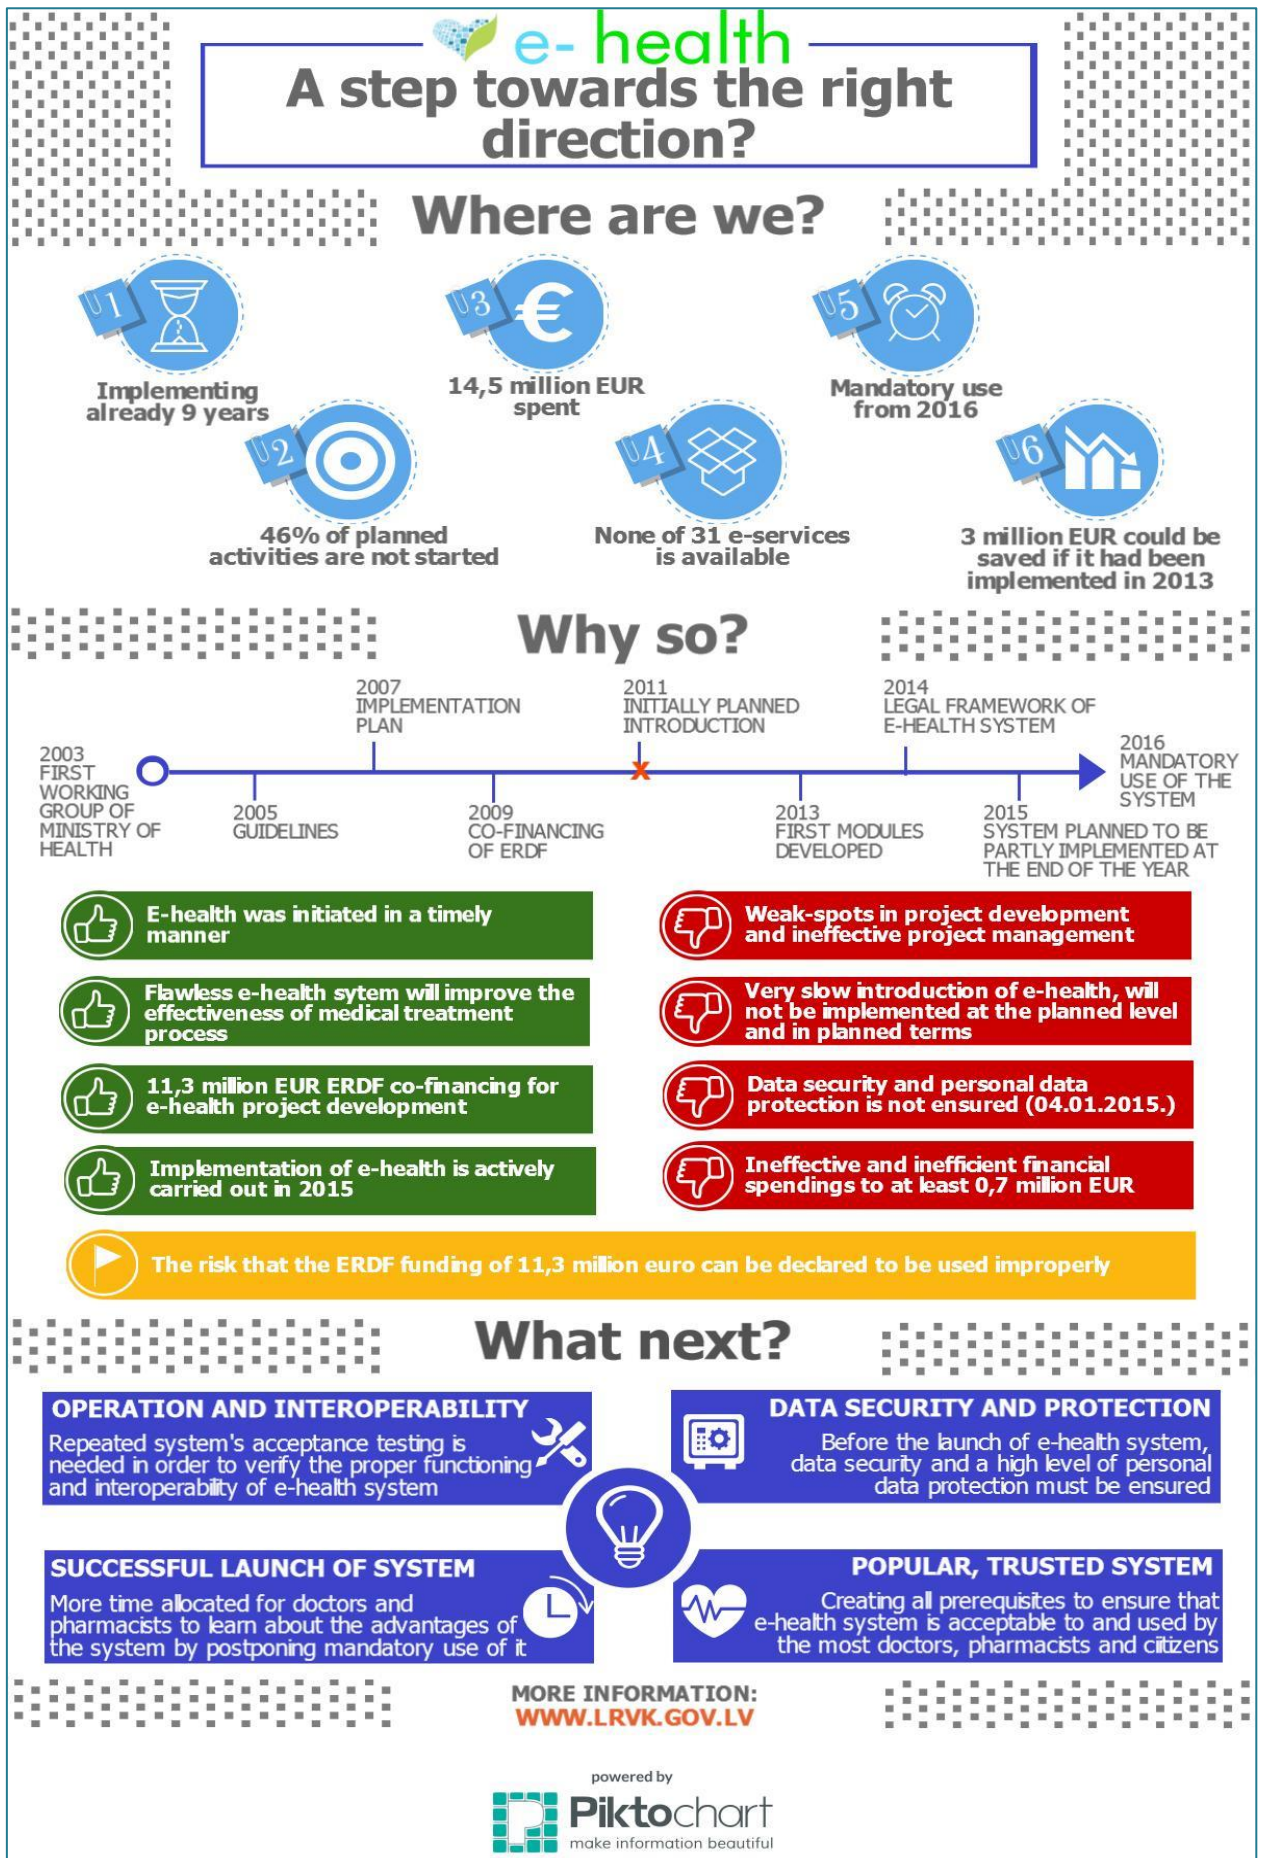 e- health
A step towards the right
direction?
Where are we?
1
Implementing
already 9 years
2
46% of planned
activities are not started
3
€
14,5 million EUR
spent
4
None of 31 e-services
is available
5
Mandatory use
from 2016
6
3 million EUR could be
saved if it had been
implemented in 2013
Why so?
2003
FIRST
WORKING
GROUP OF
MINISTRY OF
HEALTH
2005
GUIDELINES
2007
IMPLEMENTATION
PLAN
2009
CO-FINANCING
OF ERDF
2011
INITIALLY PLANNED
INTRODUCTION
X
2013
FIRST MODULES
DEVELOPED
2014
LEGAL FRAMEWORK OF
E-HEALTH SYSTEM
2015
SYSTEM PLANNED TO BE
PARTLY IMPLEMENTED AT
THE END OF THE YEAR
2016
MANDATORY
USE OF THE
SYSTEM
E-health was initiated in a timely
manner
Flawless e-health sytem will improve the
effectiveness of medical treatment
process
11,3 million EUR ERDF co-financing for
e-health project development
Implementation of e-health is actively
carried out in 2015
Weak-spots in project development
and ineffective project management
Very slow introduction of e-health, will
not be implemented at the planned level
and in planned terms
Data security and personal data
protection is not ensured (04.01.2015.)
Ineffective and inefficient financial
spendings to at least 0,7 million EUR
The risk that the ERDF funding of 11,3 million euro can be declared to be used improperly
What next?
OPERATION AND INTEROPERABILITY
Repeated system's acceptance testing is
needed in order to verify the proper functioning
and interoperability of e-health system
DATA SECURITY AND PROTECTION
Before the launch of e-health system,
data security and a high level of personal
data protection must be ensured
SUCCESSFUL LAUNCH OF SYSTEM
More time allocated for doctors and
pharmacists to learn about the advantages of
the system by postponing mandatory use of it
POPULAR, TRUSTED SYSTEM
Creating all prerequisites to ensure that
e-health system is acceptable to and used by
the most doctors, pharmacists and ciitizens
MORE INFORMATION:
WWW.LRVK.GOV.LV
powered by
Piktochart
make information beautiful